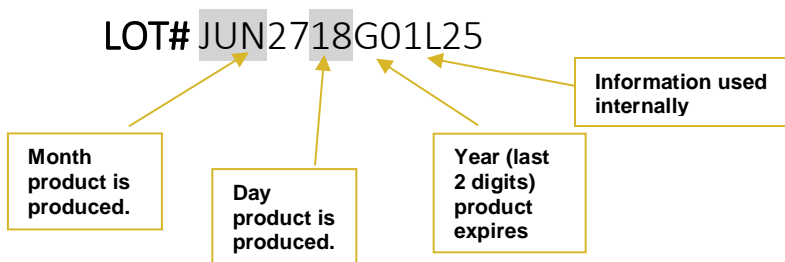 LOT# JUN2718G01L25
Information used
internally
Month
product is
produced.
Day
product is
produced.
Year (last
2 digits)
product
expires